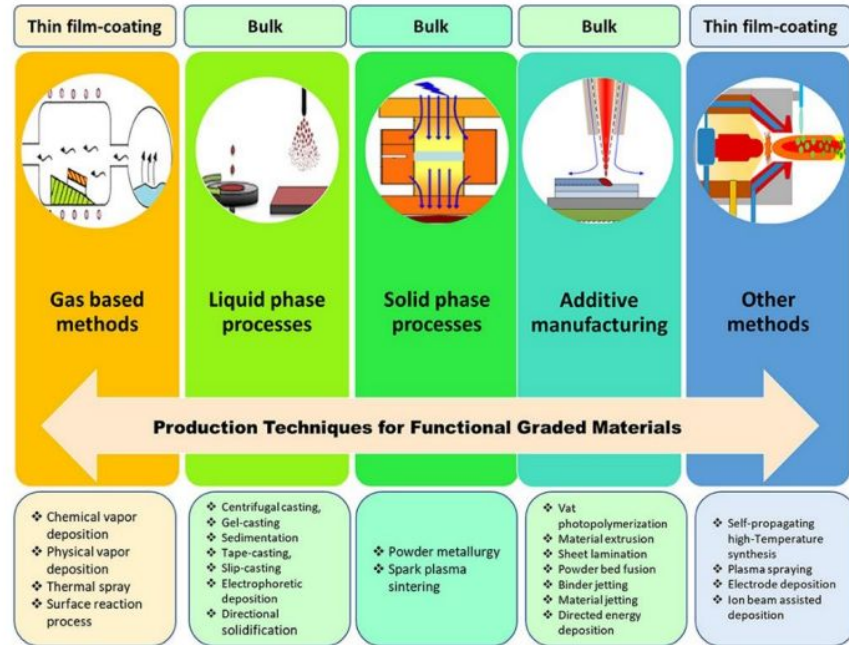 Thin film-coating
Bulk
Bulk
Bulk
Thin film-coating
Gas based
methods
Liquid phase
processes
Solid phase
processes
Additive
manufacturing
Other
methods
Production Techniques for Functional Graded Materials
❖ Chemical vapor
deposition
❖ Physical vapor
deposition
❖ Thermal spray
❖ Surface reaction
process
❖ Centrifugal casting,
❖ Gel-casting
❖ Sedimentation
❖ Tape-casting,
❖ Slip-casting
❖ Electrophoretic
deposition
❖ Directional
solidification
❖ Powder metallurgy
❖ Spark plasma
sintering
❖ Vat
photopolymerization
❖ Material extrusion
❖ Sheet lamination
❖ Powder bed fusion
❖ Binder jetting
❖ Material jetting
❖ Directed energy
deposition
❖ Self-propagating
high-Temperature
synthesis
❖ Plasma spraying
❖ Electrode deposition
❖ Ion beam assisted
deposition